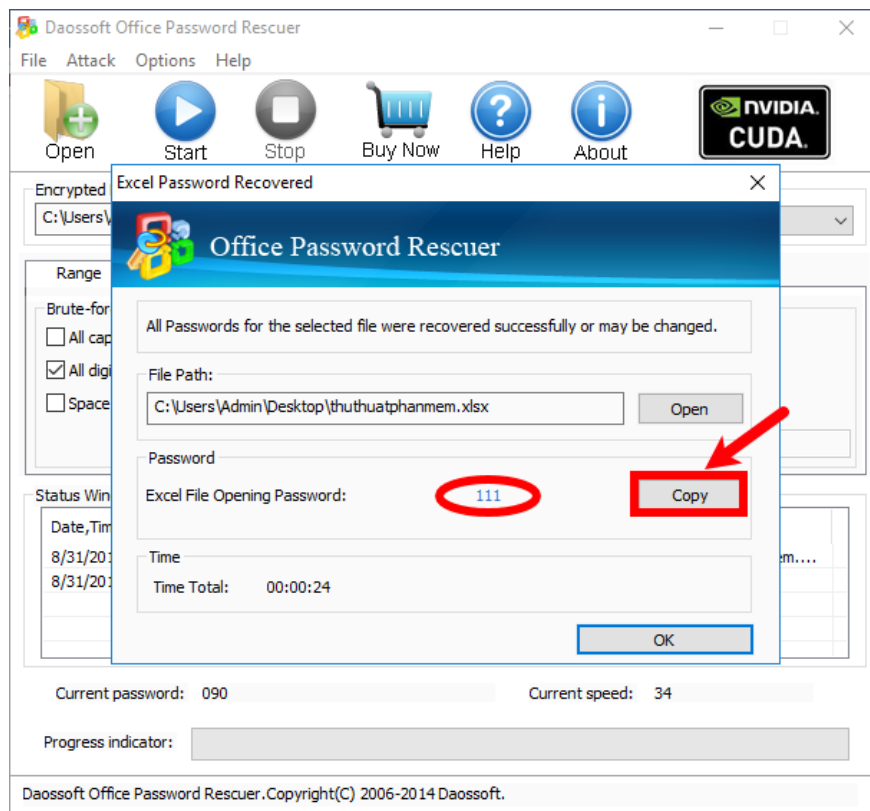 Daossoft Office Password Rescuer
File Attack Options Help
Open Start Stop Buy Now Help About
NVIDIA.
CUDA.
Encrypted
C:\Users\
Excel Password Recovered
Office Password Rescuer
Range
Brute-for
All cap
All digi
Space
All Passwords for the selected file were recovered successfully or may be changed.
File Path:
C:\Users\Admin\Desktop\thuthuatphanmem.xlsx Open
Password
Excel File Opening Password: 111 Copy
Status Win
Date,Tim
8/31/201 em....
8/31/201
Time
Time Total: 00:00:24
OK
Current password: 090 Current speed: 34
Progress indicator:
Daossoft Office Password Rescuer.Copyright(C) 2006-2014 Daossoft.